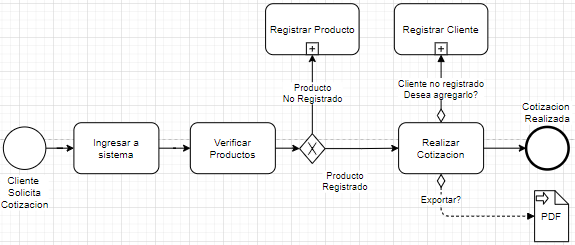 Registrar Producto
Registrar Cliente
Producto
No Registrado
Cliente no registrado
Desea agregarlo?
Cotizacion
Realizada
Ingresar a
sistema
Verificar
Productos
X
Realizar
Cotizacion
Cliente
Solicita
Cotizacion
Producto
Registrado
Exportar?
PDF